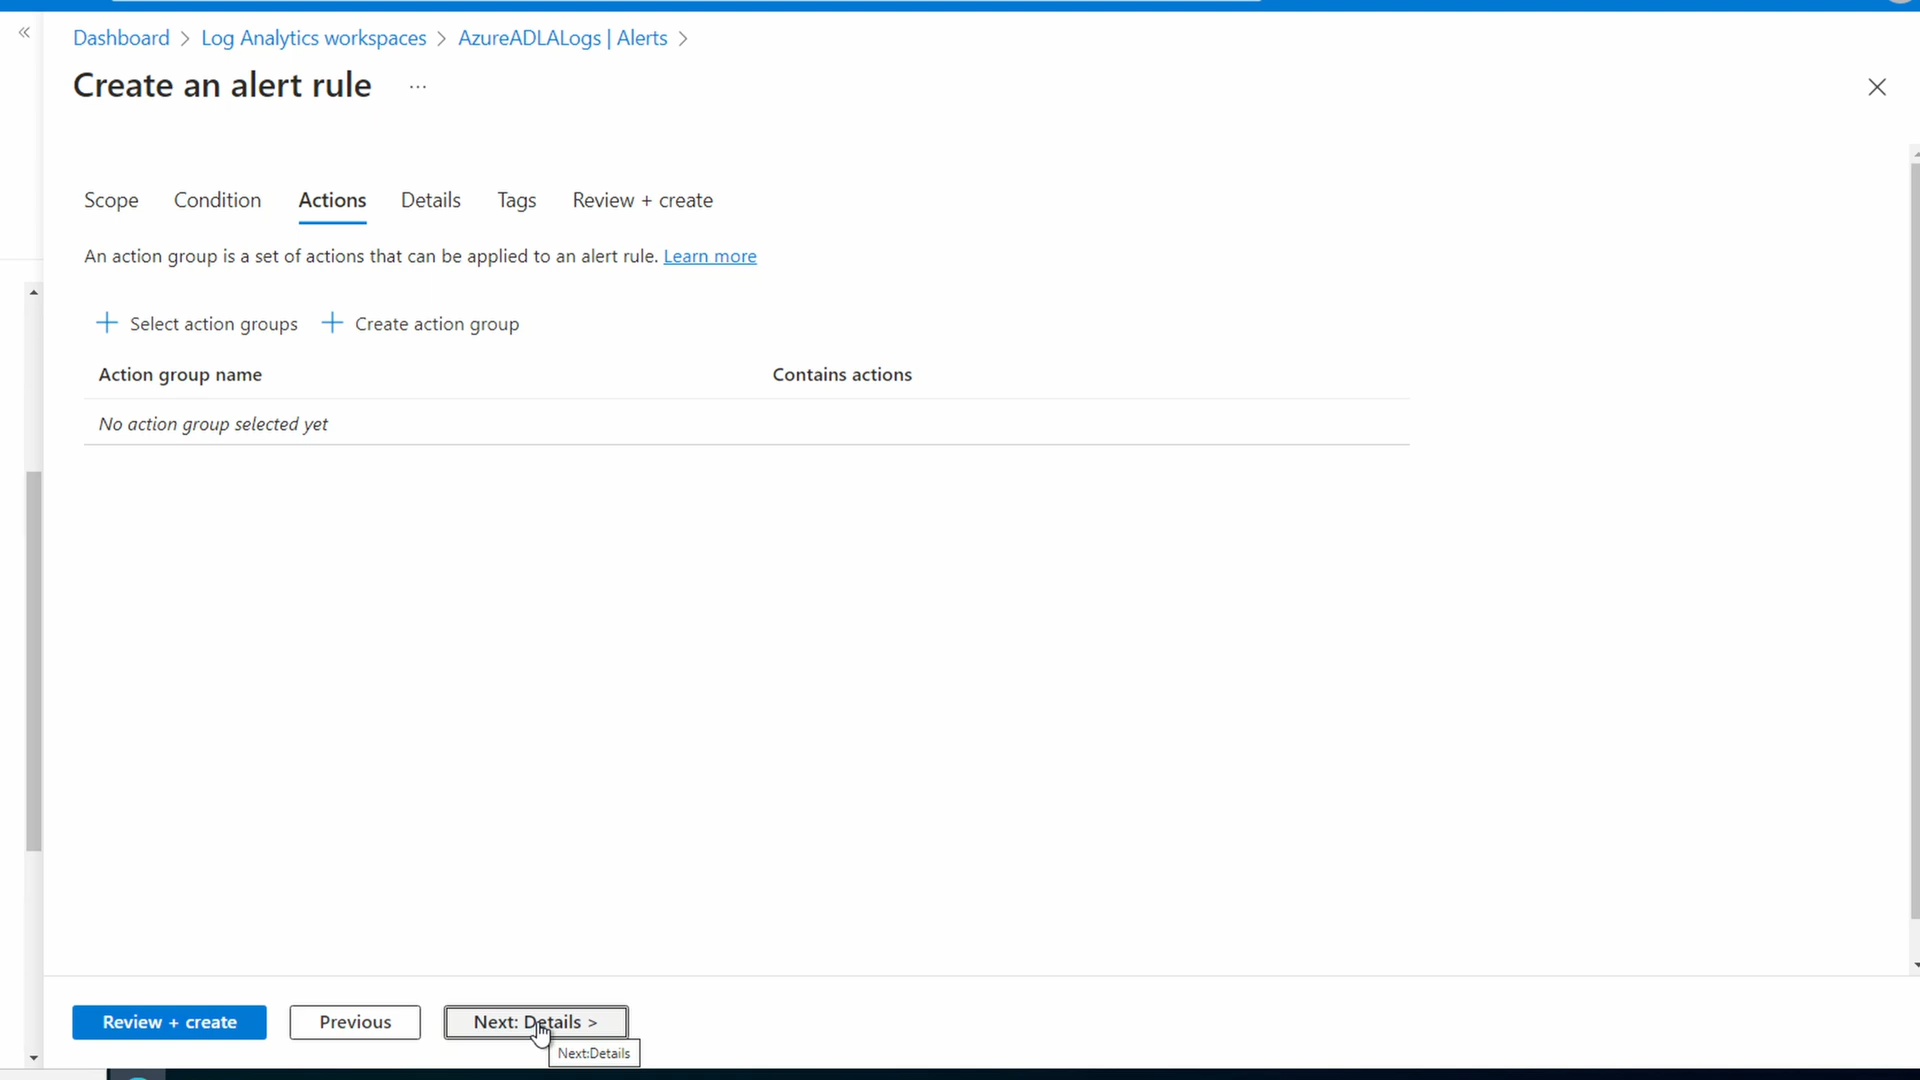 Dashboard > Log Analytics workspaces > AzureADLALogs | Alerts >
Create an alert rule ...
Scope Condition Actions Details Tags Review + create
An action group is a set of actions that can be applied to an alert rule. Learn more
+ Select action groups + Create action group
Action group name Contains actions
No action group selected yet
Review + create Previous Next: Details >
Next:Details